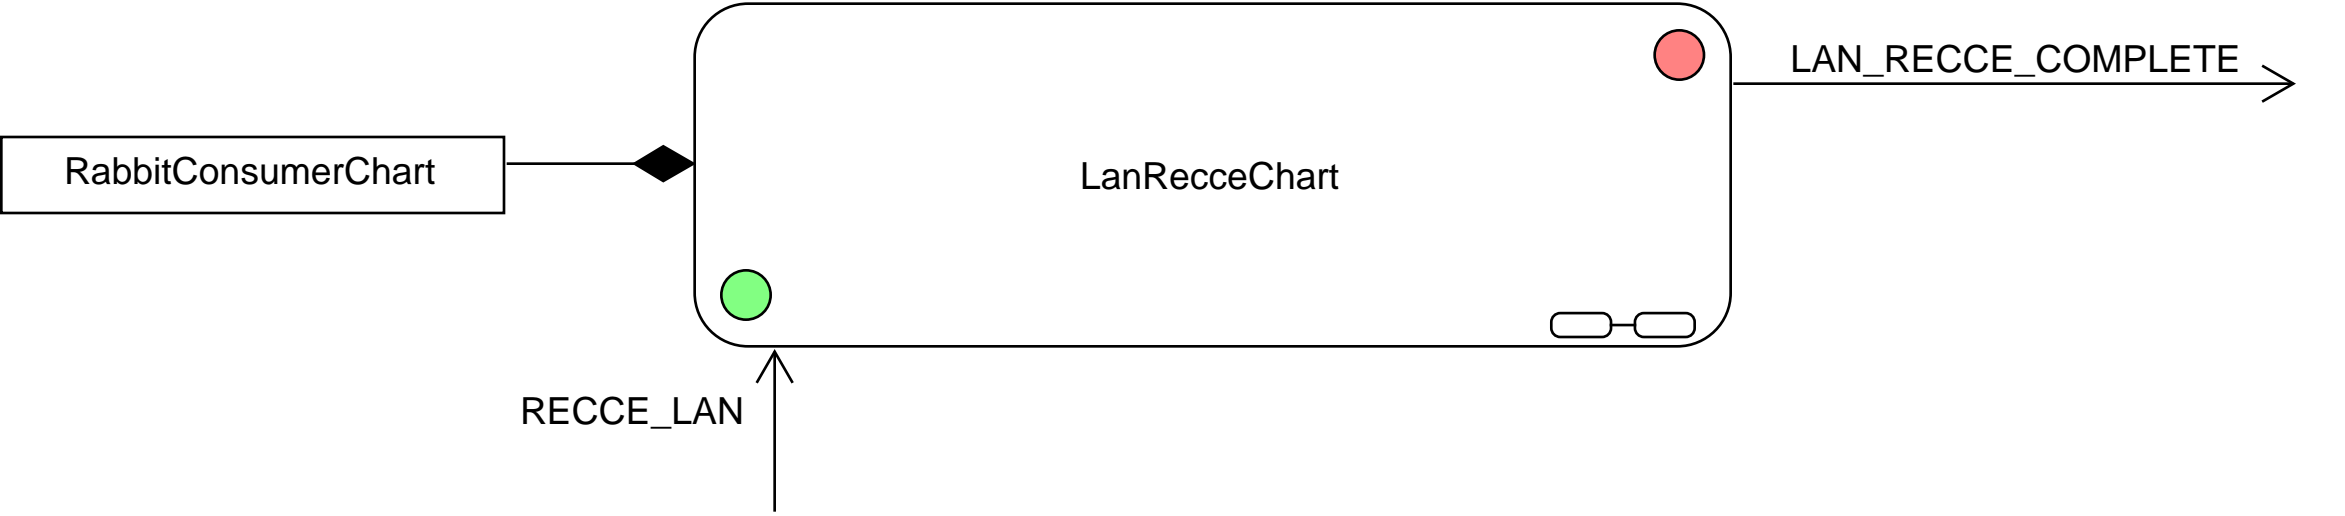 LAN_RECCE_COMPLETE
RabbitConsumerChart
LanRecceChart
RECCE_LAN